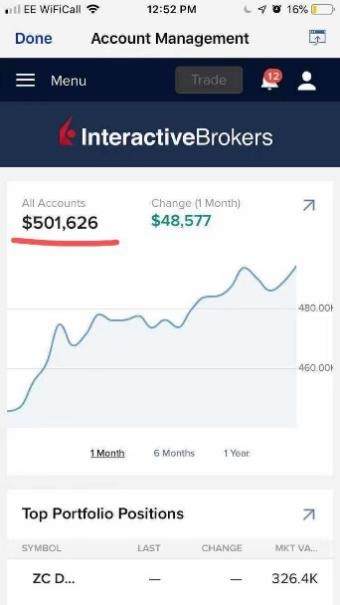 EE WiFiCall 12:52 PM 16%
Done Account Management
Menu Trade 12
InteractiveBrokers
All Accounts Change (1 Month)
$501,626 $48,577
480.00
460.00
1 Month 6 Months 1 Year
Top Portfolio Positions
SYMBOL LAST CHANGE MKT VA...
ZC D... — — 326.4K